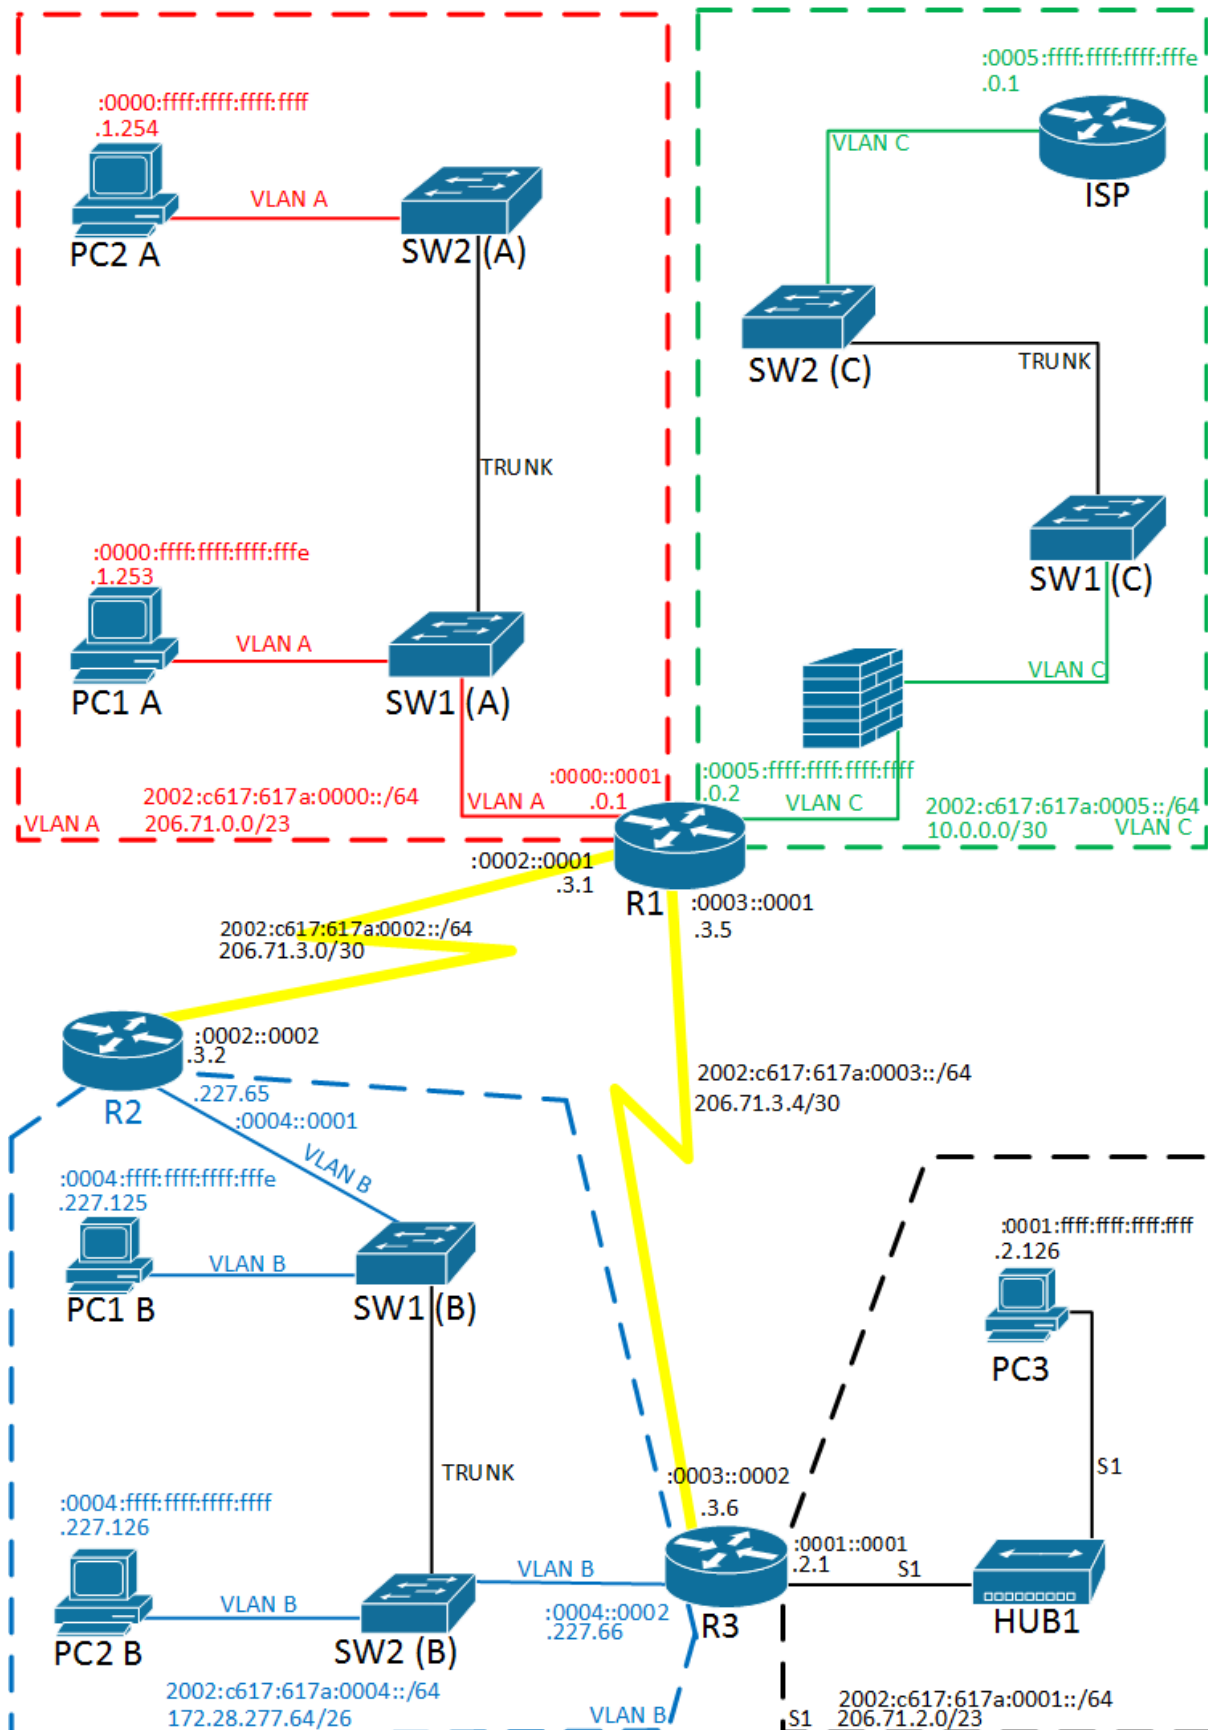 :0000:ffff:ffff:ffff:ffff
.1.254
PC2 A
VLAN A
SW2 (A)
TRUNK
:0000:ffff:ffff:ffff:fffe
.1.253
PC1 A
VLAN A
SW1 (A)
VLAN A
:0000::0001
.0.1
2002:c617:617a:0000::/64
206.71.0.0/23
VLAN A
:0005:ffff:ffff:ffff:fffe
.0.1
ISP
VLAN C
SW2 (C)
TRUNK
SW1 (C)
VLAN C
:0005:ffff:ffff:ffff:ffff
.0.2
VLAN C
2002:c617:617a:0005::/64
10.0.0.0/30
VLAN C
R1
:0002::0001
.3.1
:0003::0001
.3.5
2002:c617:617a:0002::/64
206.71.3.0/30
:0002::0002
.3.2
R2
.227.65
:0004::0001
VLAN B
2002:c617:617a:0003::/64
206.71.3.4/30
:0004:ffff:ffff:ffff:fffe
.227.125
PC1 B
VLAN B
SW1 (B)
TRUNK
:0004:ffff:ffff:ffff:ffff
.227.126
PC2 B
VLAN B
SW2 (B)
VLAN B
:0004::0002
.227.66
2002:c617:617a:0004::/64
172.28.277.64/26
VLAN B
:0003::0002
.3.6
R3
:0001::0001
.2.1
S1
:0001:ffff:ffff:ffff:ffff
.2.126
PC3
S1
HUB1
2002:c617:617a:0001::/64
206.71.2.0/23
S1